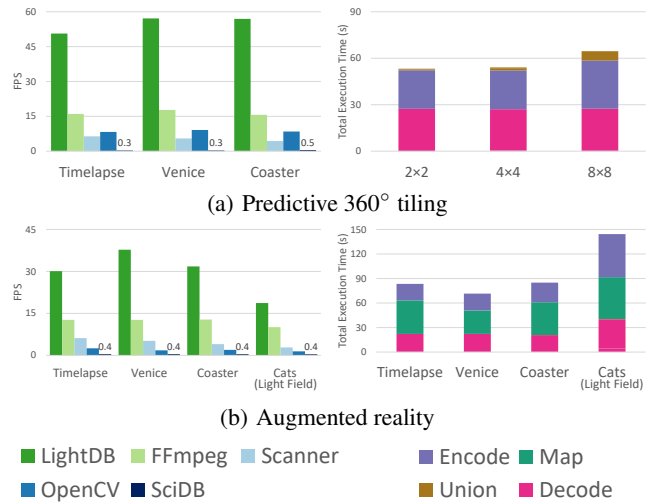 60
45
30
15
0
FPS
0.3
0.3
0.5
Timelapse
Venice
Coaster
90
60
30
0
Total Execution Time (s)
2×2
4×4
8×8
(a) Predictive 360° tiling
45
30
15
0
FPS
0.4
0.4
0.4
0.4
Timelapse
Venice
Coaster
Cats
(Light Field)
150
120
90
60
30
0
Total Execution Time (s)
Timelapse
Venice
Coaster
Cats
(Light Field)
(b) Augmented reality
LightDB FFmpeg Scanner
OpenCV SciDB
Encode Map
Union Decode